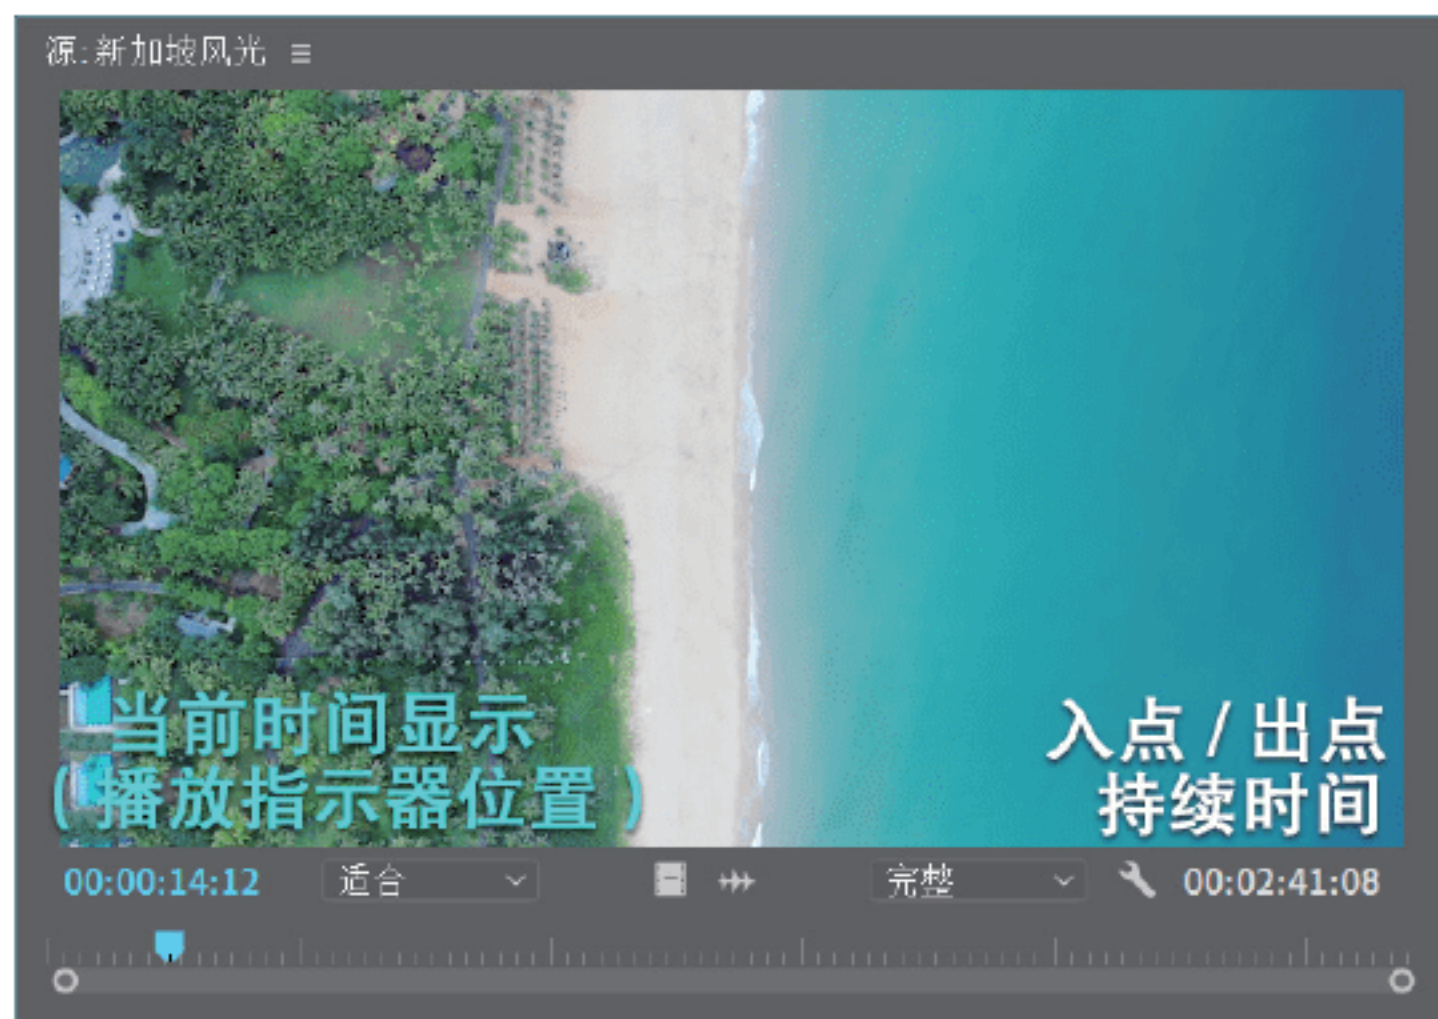 源:新加坡风光
当前时间显示
(播放指示器位置)
入点/出点
持续时间
00:00:14:12 适合 完整 00:02:41:08